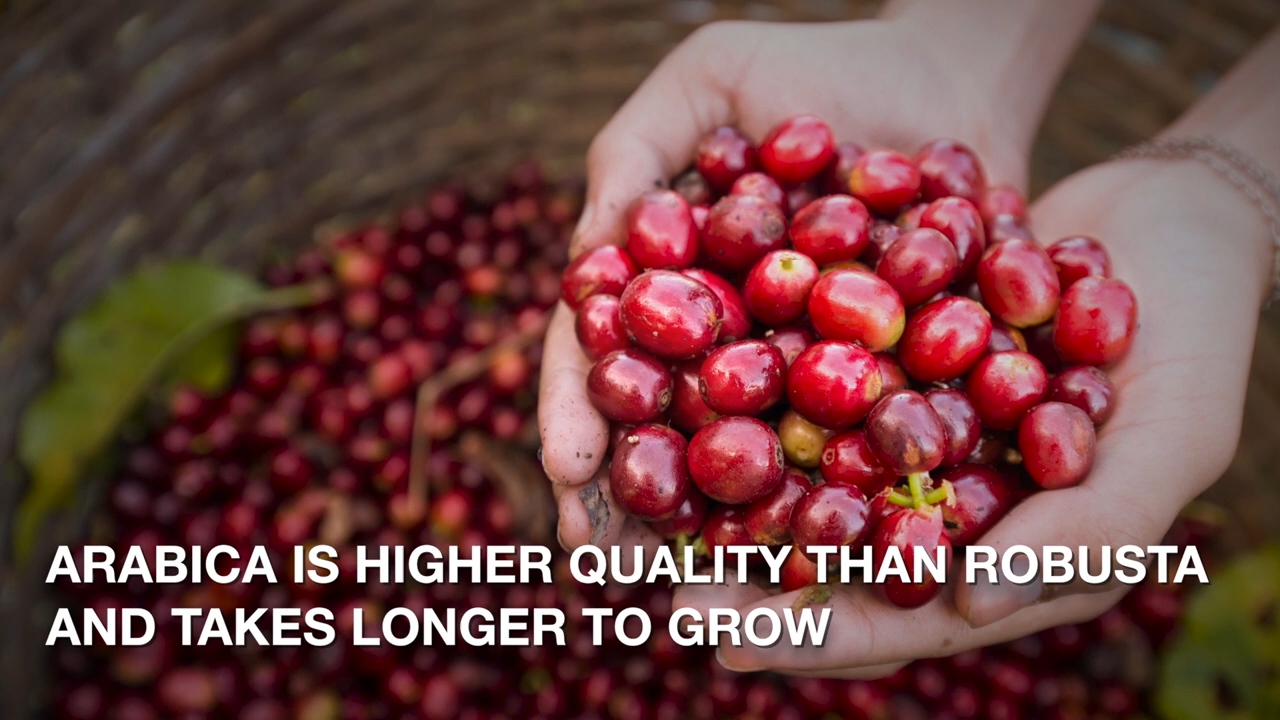 ARABICA IS HIGHER QUALITY THAN ROBUSTA
AND TAKES LONGER TO GROW